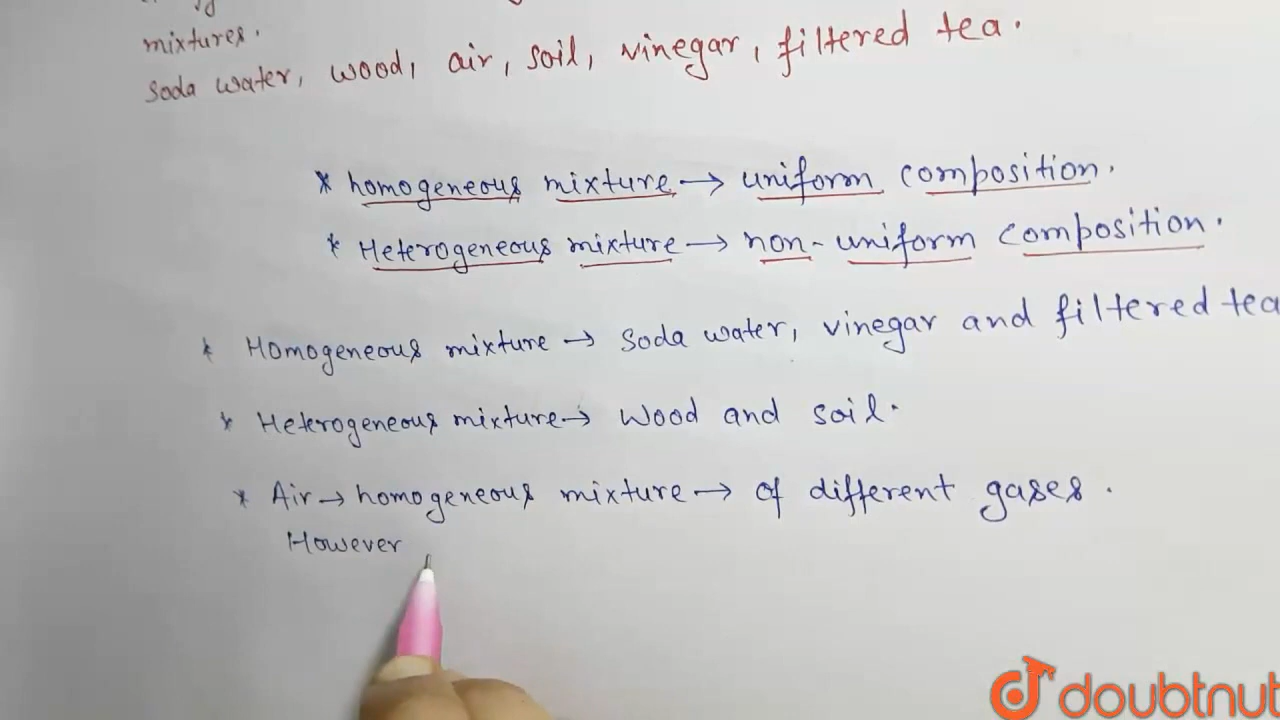 mixtures.
soda water, wood, air, soil, vinegar, filtered tea.
* homogeneous mixture → uniform composition.
* Heterogeneous mixture → non-uniform composition.
* Homogeneous mixture → soda water, vinegar and filtered tea
* Heterogeneous mixture → wood and soil.
* Air → homogeneous mixture → of different gases.
However
doubtnut